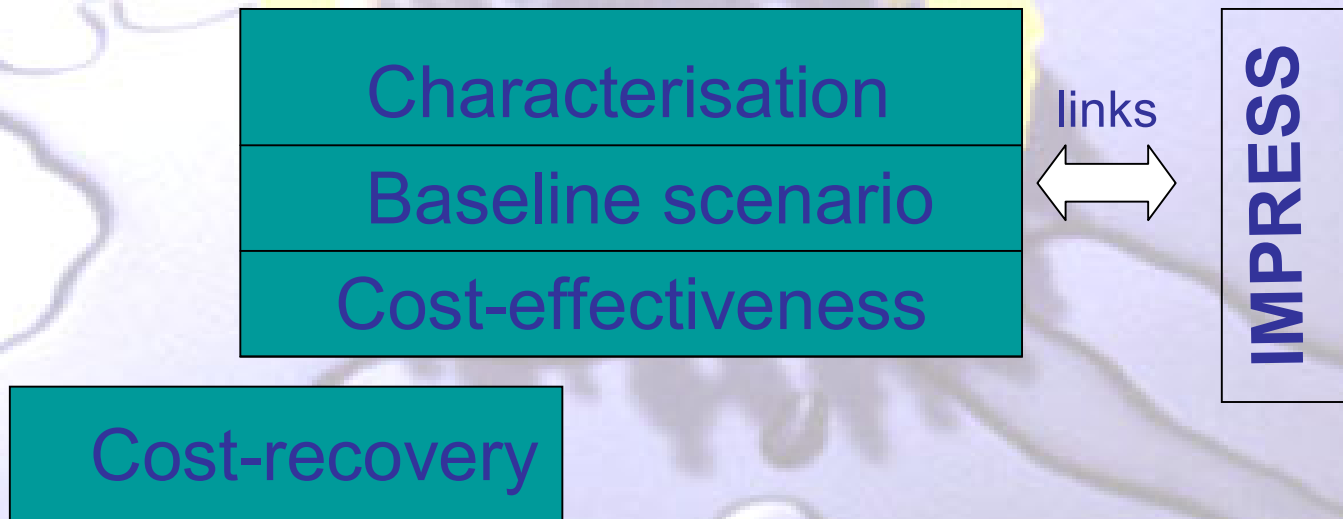 Characterisation
links
Baseline scenario
Cost-effectiveness
IMPRESS
Cost-recovery